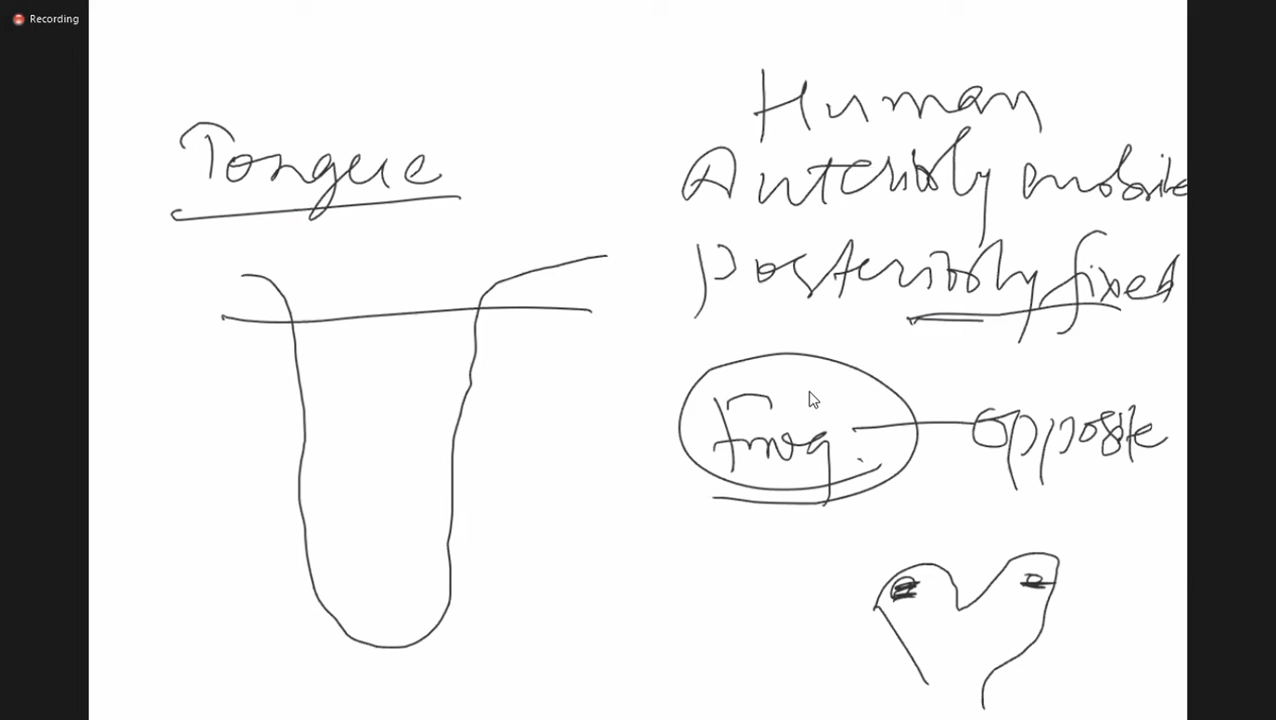 Recording
Tongue
Human
Anteriorly mobile
posteriorly fixed
Frog. — opposite